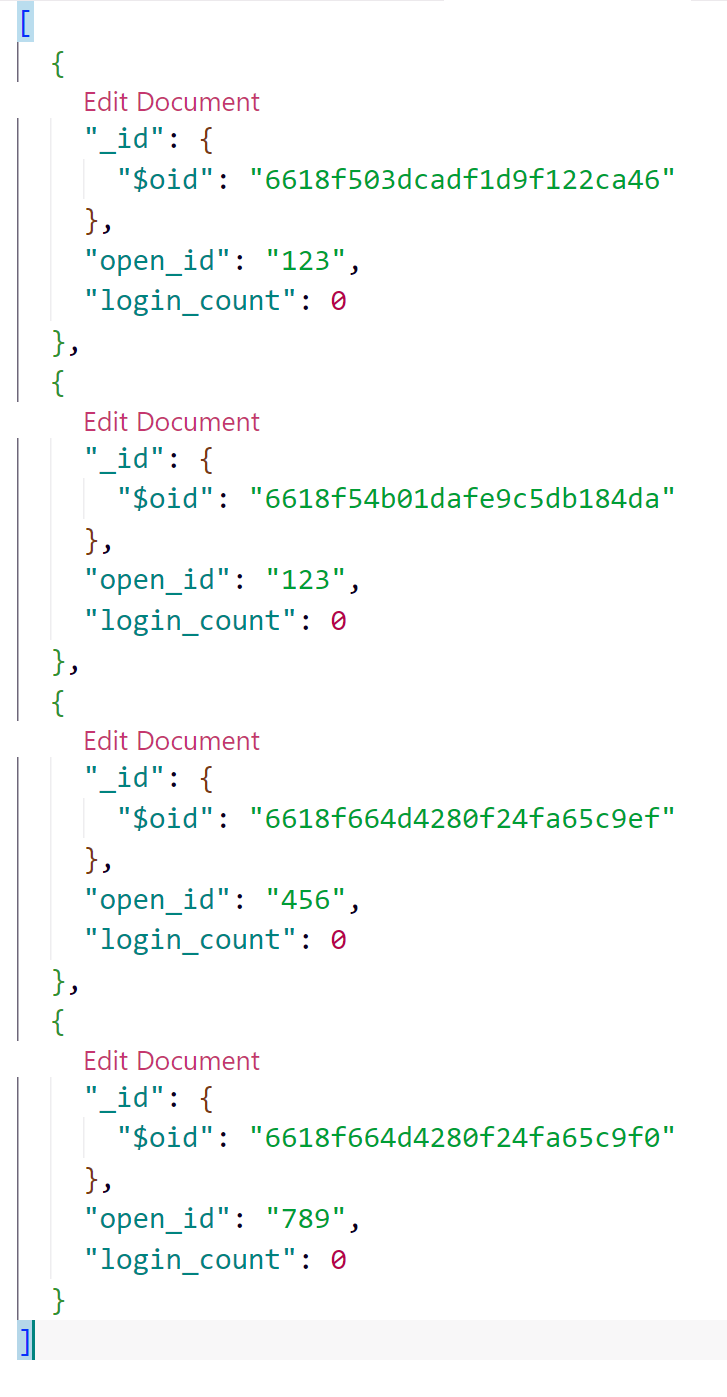 [
{
Edit Document
"_id": {
"$oid": "6618f503dcadf1d9f122ca46"
},
"open_id": "123",
"login_count": 0
},
{
Edit Document
"_id": {
"$oid": "6618f54b01dafe9c5db184da"
},
"open_id": "123",
"login_count": 0
},
{
Edit Document
"_id": {
"$oid": "6618f664d4280f24fa65c9ef"
},
"open_id": "456",
"login_count": 0
},
{
Edit Document
"_id": {
"$oid": "6618f664d4280f24fa65c9f0"
},
"open_id": "789",
"login_count": 0
}
]